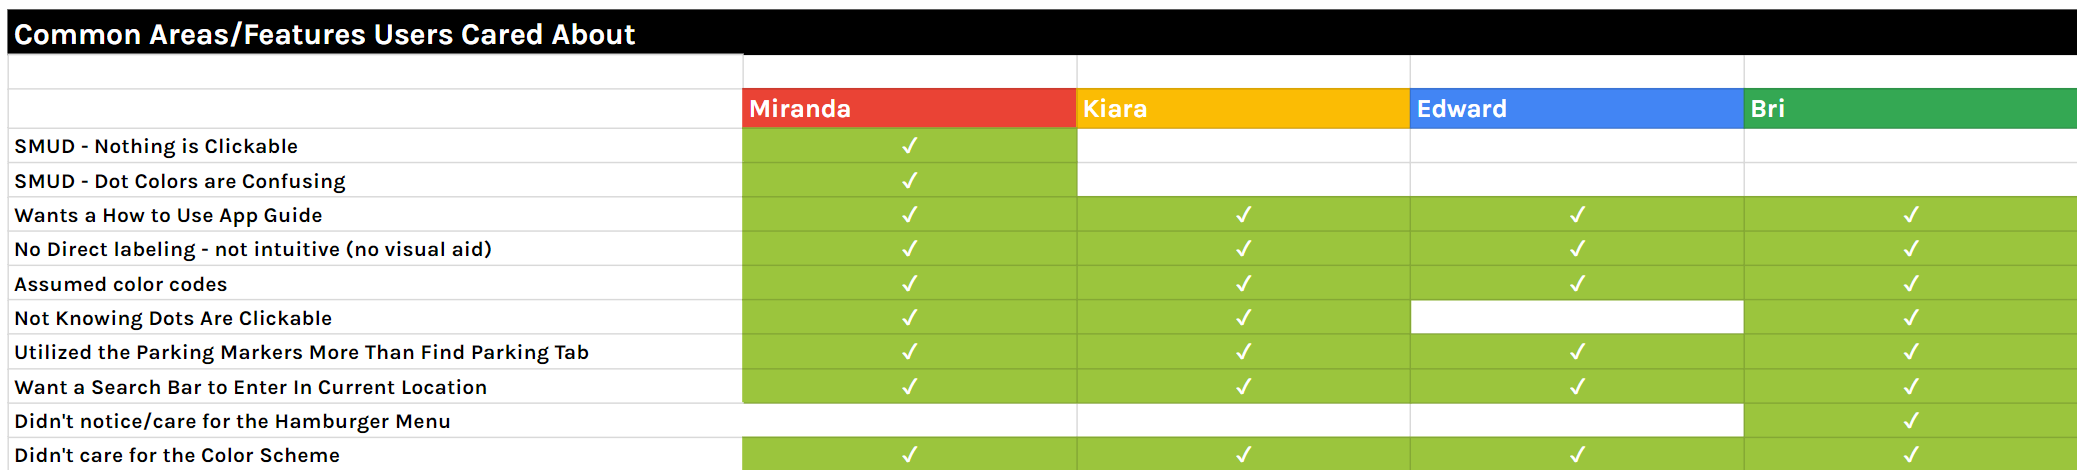 Common Areas/Features Users Cared About
Miranda Kiara Edward Bri
SMUD - Nothing is Clickable ✓
SMUD - Dot Colors are Confusing ✓
Wants a How to Use App Guide ✓ ✓ ✓ ✓
No Direct labeling - not intuitive (no visual aid) ✓ ✓ ✓ ✓
Assumed color codes ✓ ✓ ✓ ✓
Not Knowing Dots Are Clickable ✓ ✓ ✓
Utilized the Parking Markers More Than Find Parking Tab ✓ ✓ ✓ ✓
Want a Search Bar to Enter In Current Location ✓ ✓ ✓ ✓
Didn't notice/care for the Hamburger Menu ✓
Didn't care for the Color Scheme ✓ ✓ ✓ ✓